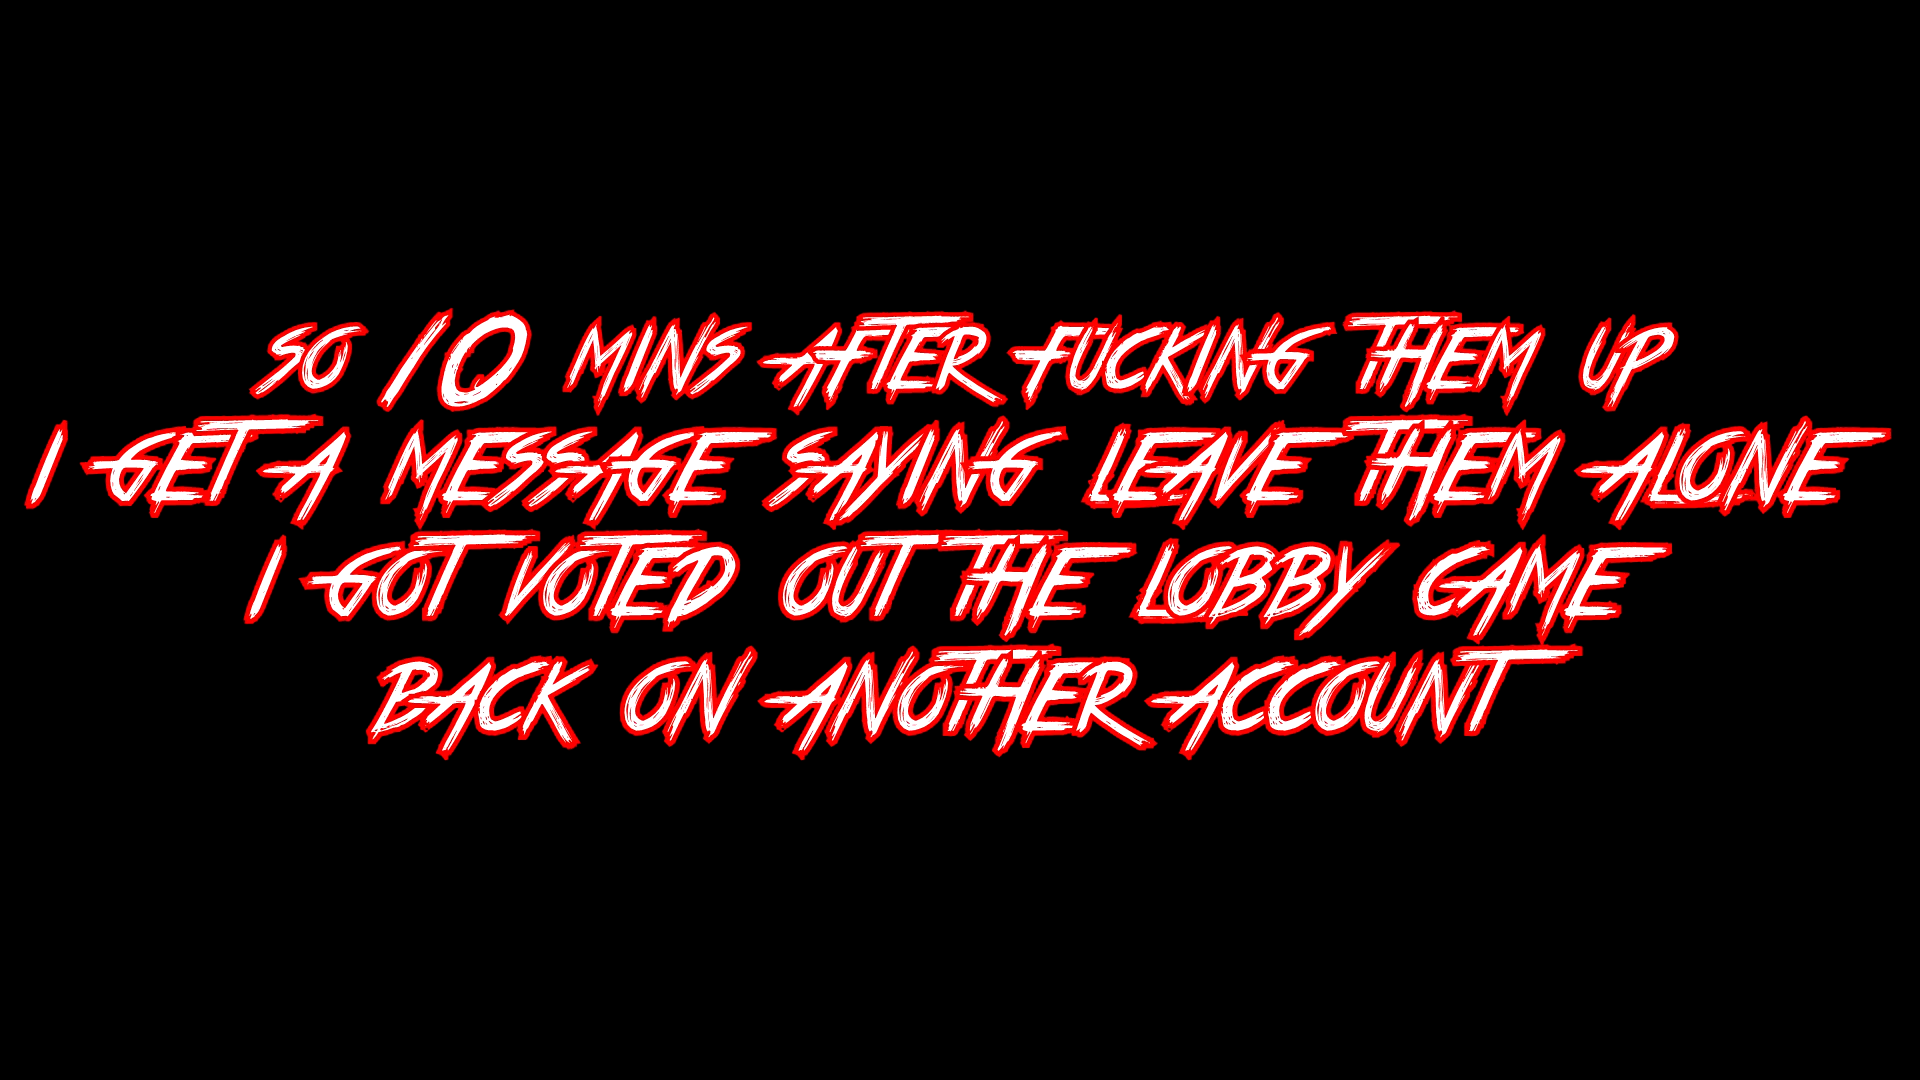 SO 10 MINS AFTER FUCKING THEM UP
I GET A MESSAGE SAYING LEAVE THEM ALONE
I GOT VOTED OUT THE LOBBY GAME
BACK ON ANOTHER ACCOUNT